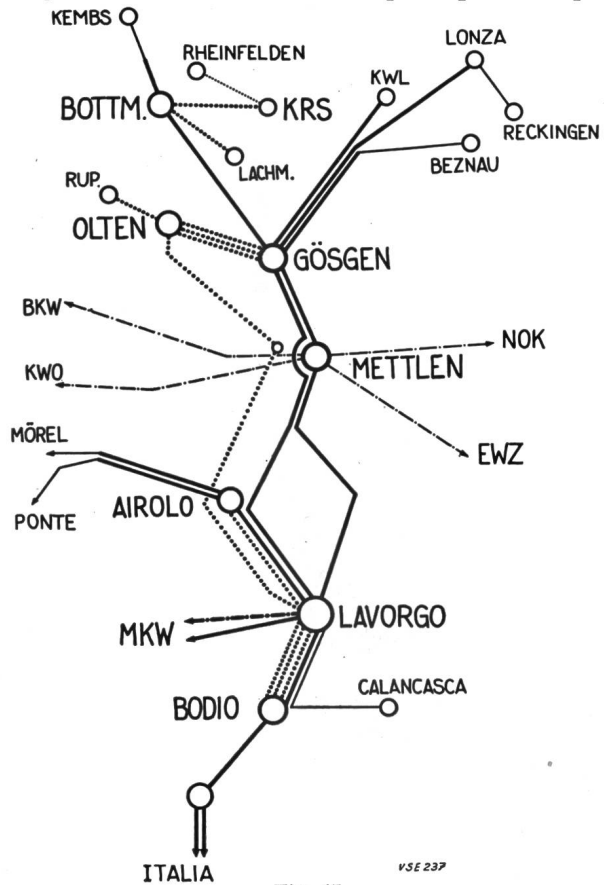 KEMBS
LONZA
RHEINFELDEN
KWL
BOTTM.
KRS
RECKINGEN
BEZNAU
LACHM.
RUP.
OLTEN
GÖSGEN
BKW
NOK
METTLEN
KWO
MÖREL
EWZ
AIROLO
PONTE
LAVORGO
MKW
CALANCASCA
BODIO
VSE 237
ITALIA